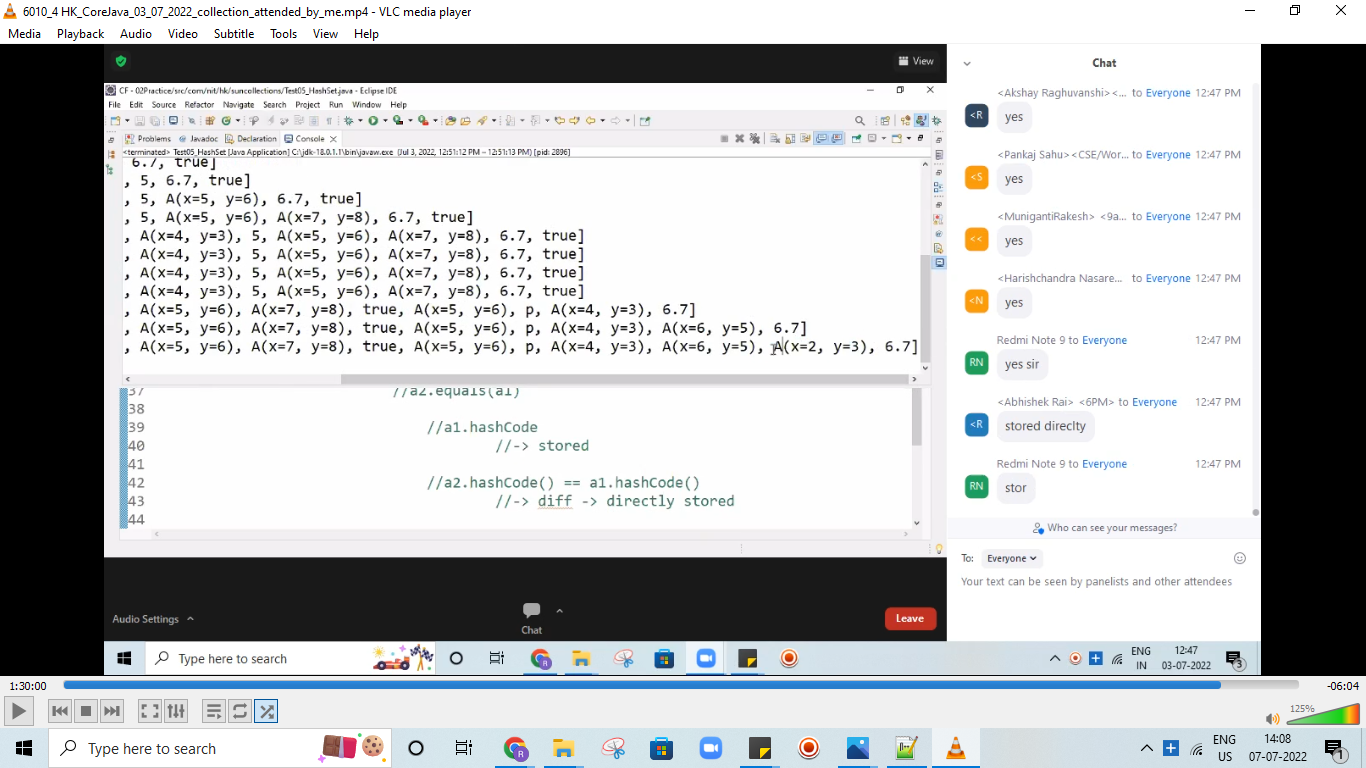 6010_4 HK_CoreJava_03_07_2022_collection_attended_by_me.mp4 - VLC media player
Media Playback Audio Video Subtitle Tools View Help
View
CF - 02Practice/src/com/nit/hk/suncollections/Test05_HashSet.java - Eclipse IDE
File Edit Source Refactor Navigate Search Project Run Window Help
Problems Javadoc Declaration Console
<terminated> Test05_HashSet [Java Application] C:\jdk-18.0.1.1\bin\javaw.exe (Jul 3, 2022, 12:51:12 PM – 12:51:13 PM) [pid: 2896]
6.7, true]
, 5, 6.7, true]
, 5, A(x=5, y=6), 6.7, true]
, 5, A(x=5, y=6), A(x=7, y=8), 6.7, true]
, A(x=4, y=3), 5, A(x=5, y=6), A(x=7, y=8), 6.7, true]
, A(x=4, y=3), 5, A(x=5, y=6), A(x=7, y=8), 6.7, true]
, A(x=4, y=3), 5, A(x=5, y=6), A(x=7, y=8), 6.7, true]
, A(x=4, y=3), 5, A(x=5, y=6), A(x=7, y=8), 6.7, true]
, A(x=5, y=6), A(x=7, y=8), true, A(x=5, y=6), p, A(x=4, y=3), 6.7]
, A(x=5, y=6), A(x=7, y=8), true, A(x=5, y=6), p, A(x=4, y=3), A(x=6, y=5), 6.7]
, A(x=5, y=6), A(x=7, y=8), true, A(x=5, y=6), p, A(x=4, y=3), A(x=6, y=5), A(x=2, y=3), 6.7]
37 //a2.equals(a1)
38
39 //a1.hashCode
40 //-> stored
41
42 //a2.hashCode() == a1.hashCode()
43 //-> diff -> directly stored
44
Audio Settings
Chat
Leave
Chat
<Akshay Raghuvanshi><... to Everyone 12:47 PM
<R yes
<Pankaj Sahu><CSE/Wor... to Everyone 12:47 PM
<S yes
<MunigantiRakesh> <9a... to Everyone 12:47 PM
<< yes
<Harishchandra Nasare... to Everyone 12:47 PM
<N yes
Redmi Note 9 to Everyone 12:47 PM
RN yes sir
<Abhishek Rai> <6PM> to Everyone 12:47 PM
<R stored direclty
Redmi Note 9 to Everyone 12:47 PM
RN stor
Who can see your messages?
To: Everyone
Your text can be seen by panelists and other attendees
Type here to search
R
ENG
IN
12:47
03-07-2022
3
1:30:00
-06:04
125%
Type here to search
R
ENG
US
14:08
07-07-2022
1